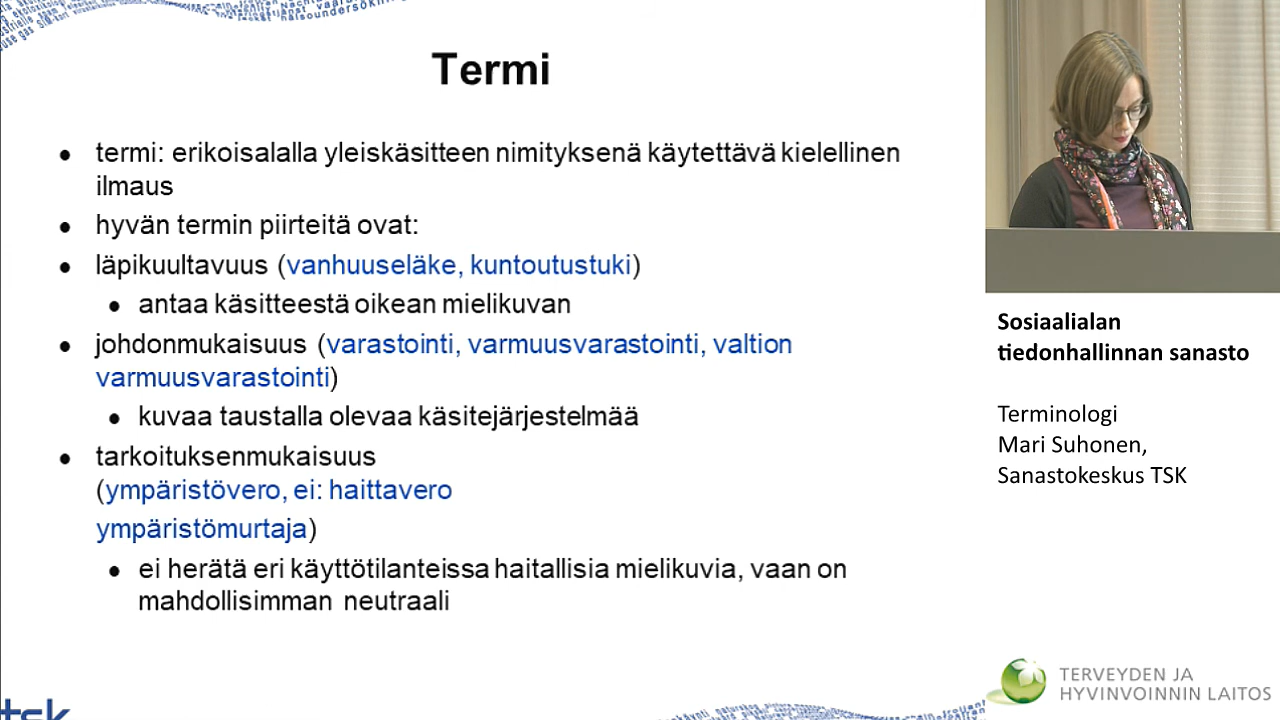 Termi
termi: erikoisalalla yleiskäsitteen nimityksenä käytettävä kielellinen
ilmaus
hyvän termin piirteitä ovat:
läpikuultavuus (vanhuuseläke, kuntoutustuki)
antaa käsitteestä oikean mielikuvan
johdonmukaisuus (varastointi, varmuusvarastointi, valtion
varmuusvarastointi)
kuvaa taustalla olevaa käsitejärjestelmää
tarkoituksenmukaisuus
(ympäristövero, ei: haittavero
ympäristömurtaja)
ei herätä eri käyttötilanteissa haitallisia mielikuvia, vaan on
mahdollisimman neutraali
tsk
Sosiaalialan
tiedonhallinnan sanasto
Terminologi
Mari Suhonen,
Sanastokeskus TSK
TERVEYDEN JA
HYVINVOINNIN LAITOS